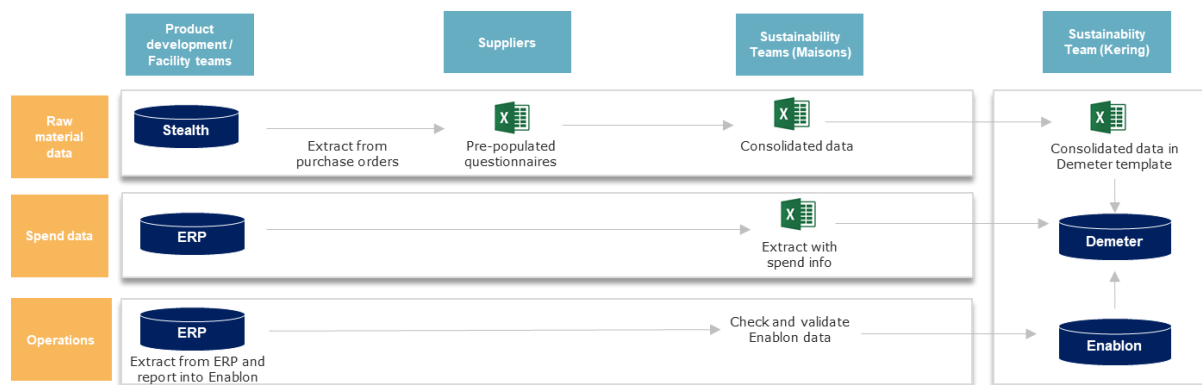 Product
development /
Facility teams
Suppliers
Sustainability
Teams (Maisons)
Sustainabiity
Team (Kering)
Raw
material
data
Stealth
Extract from
purchase orders
X
Pre-populated
questionnaires
X
Consolidated data
X
Consolidated data in
Demeter template
Spend data
ERP
X
Extract with
spend info
Demeter
Operations
ERP
Extract from ERP and
report into Enablon
Check and validate
Enablon data
Enablon